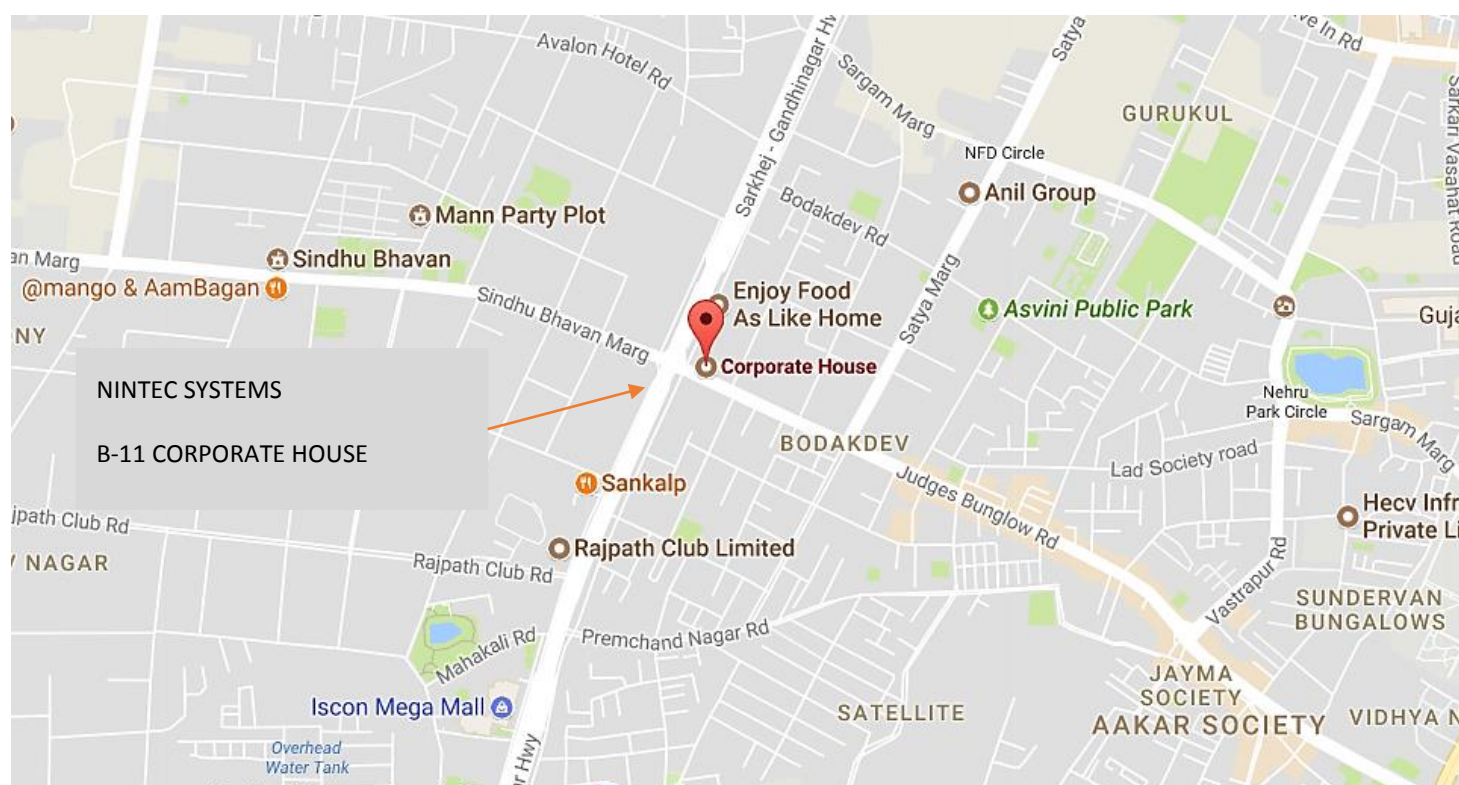 Avalon Hotel Rd
Sarkhej - Gandhinagar Hw
Sargam Marg
Satya
ve In Rd
Sarkari Vasahat Road
GURUKUL
NFD Circle
Anil Group
Mann Party Plot
Bodakdev Rd
an Marg
Sindhu Bhavan
@mango & AamBagan
Sindhu Bhavan Marg
Enjoy Food
As Like Home
Satya Marg
Asvini Public Park
Guja
NY
Corporate House
NINTEC SYSTEMS
B-11 CORPORATE HOUSE
Nehru
Park Circle
Sargam Marg
BODAKDEV
Lad Society road
Judges Bunglow Rd
Sankalp
Hecv Infr
Private Li
jpath Club Rd
Rajpath Club Limited
NAGAR
Rajpath Club Rd
Vastrapur Rd
SUNDERVAN
BUNGALOWS
Mahakali Rd
Premchand Nagar Rd
JAYMA
SOCIETY
Iscon Mega Mall
SATELLITE
AAKAR SOCIETY
VIDHYA N
Overhead
Water Tank
ar Hwy